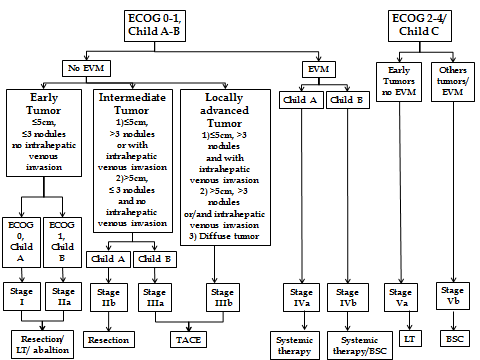 ECOG 0-1,
Child A-B
ECOG 2-4/
Child C
No EVM
EVM
Early
Tumors
no EVM
Others
tumors/
EVM
Early
Tumor
≤5cm,
≤3 nodules
no intrahepatic
venous
invasion
Intermediate
Tumor
1)≤5cm,
>3 nodules
or with
intrahepatic
venous invasion
2)>5cm,
≤ 3 nodules
and no
intrahepatic
venous invasion
Locally
advanced
Tumor
1)≤5cm, >3
nodules
and with
intrahepatic
venous invasion
2) >5cm, >3
nodules
or/and intrahepatic
venous invasion
3) Diffuse tumor
Child A
Child B
ECOG
0,
Child
A
ECOG
1,
Child
B
Child A
Child B
Stage
I
Stage
IIa
Stage
IIb
Stage
IIIa
Stage
IIIb
Stage
IVa
Stage
IVb
Stage
Va
Stage
Vb
Resection/
LT/ abaltion
Resection
TACE
Systemic
therapy
Systemic
therapy/BSC
LT
BSC